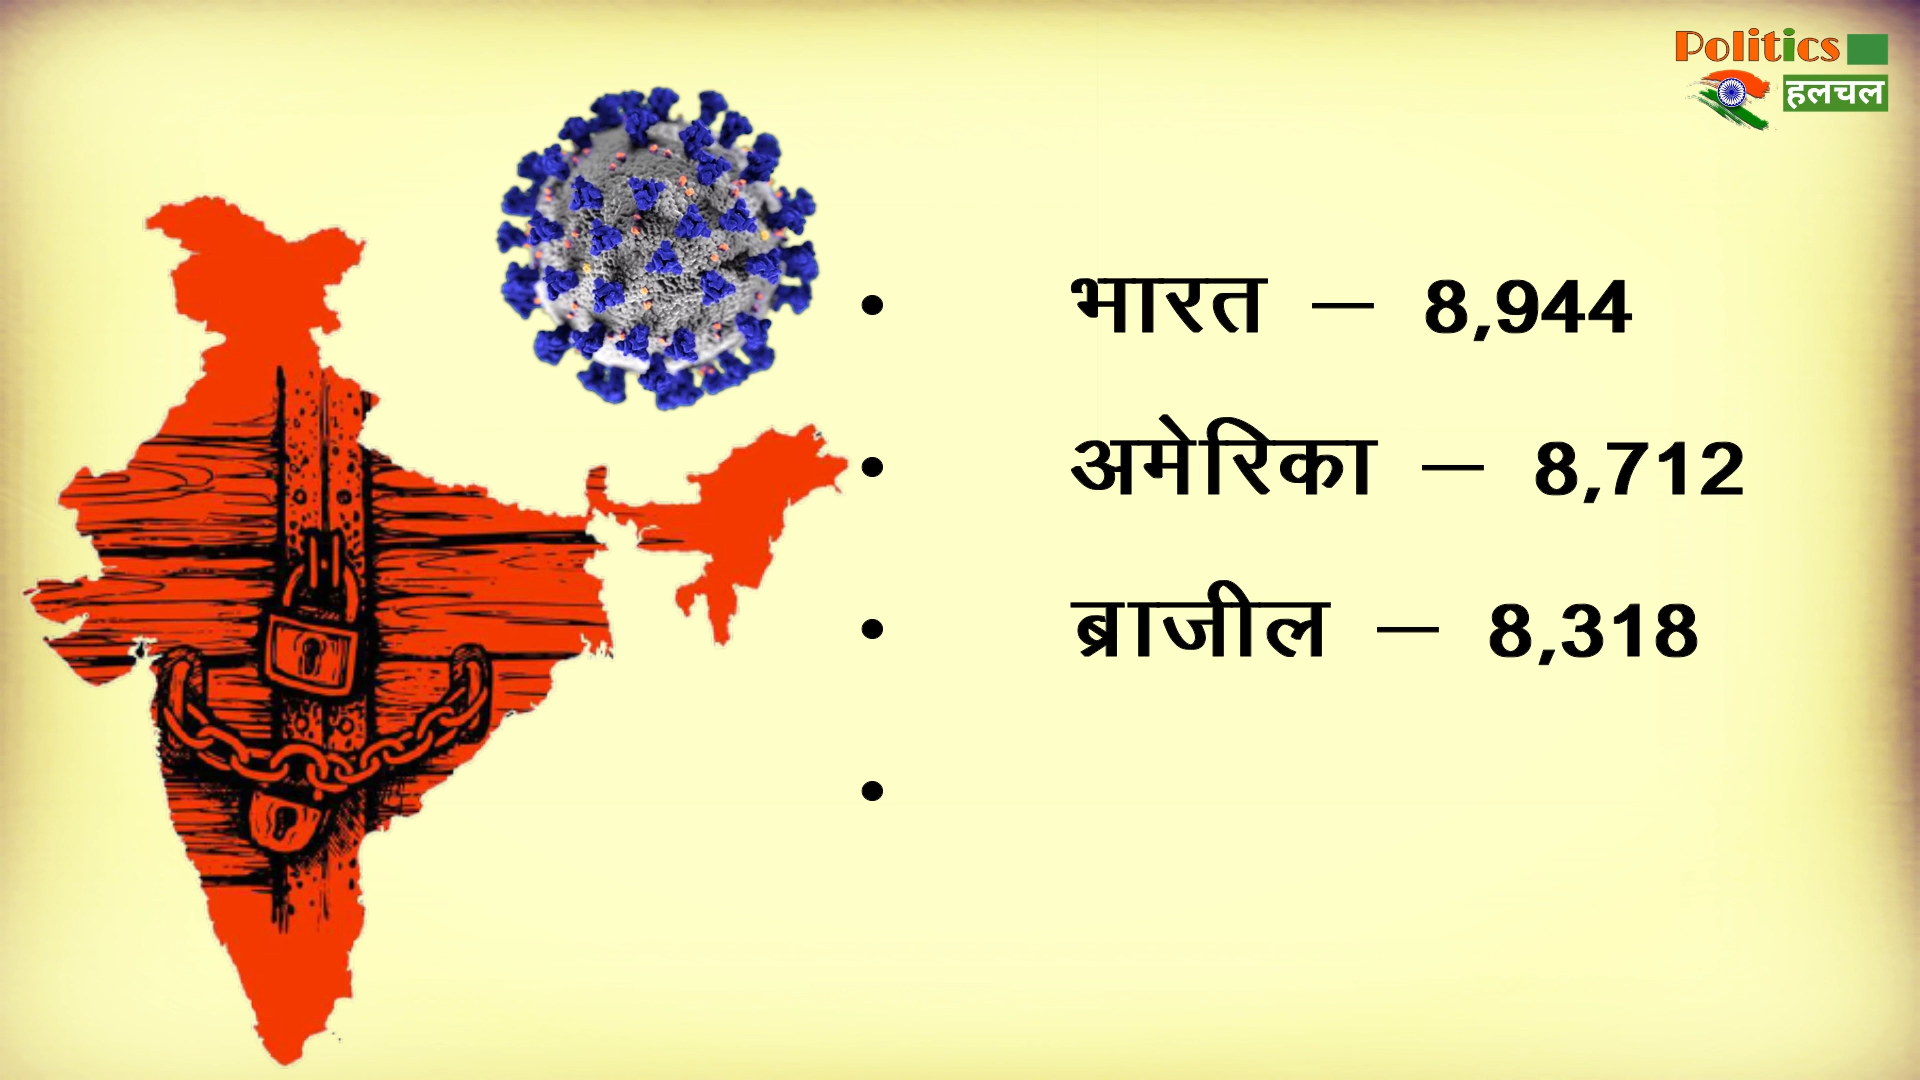 Politics
हलचल
• भारत – 8,944
• अमेरिका – 8,712
• ब्राजील – 8,318
•